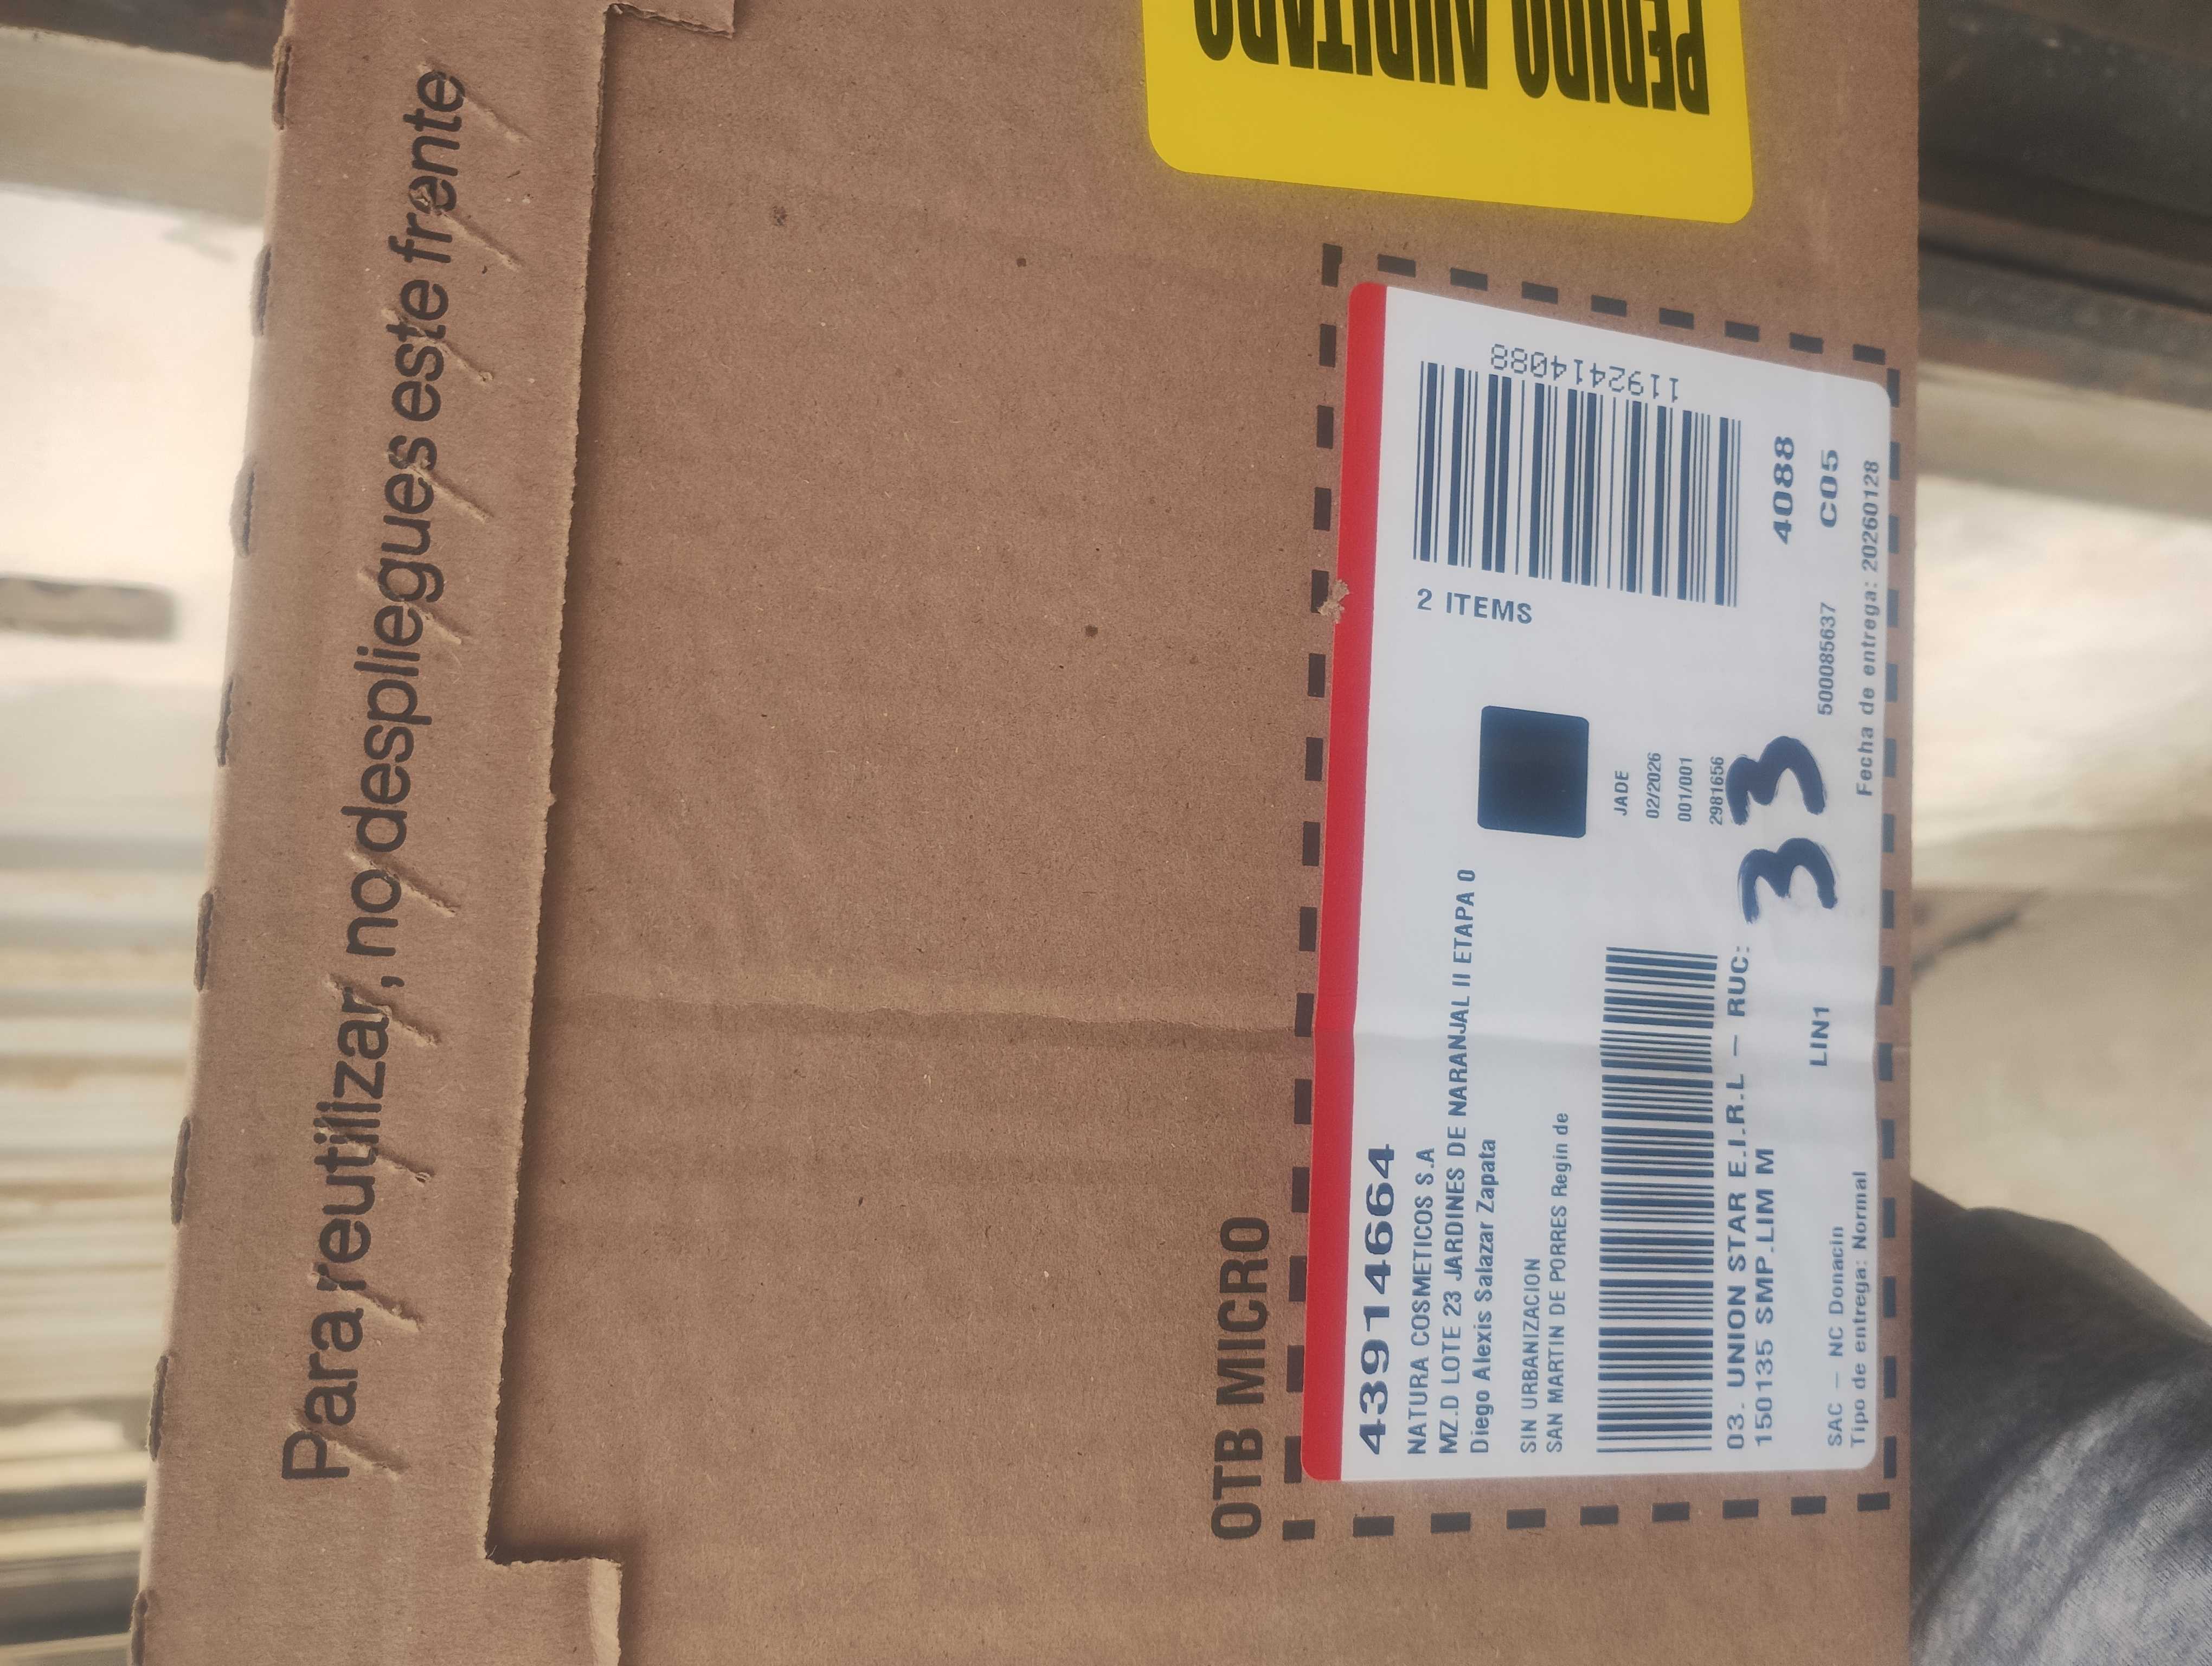 Para reutilizar, no despliegues este frente
PEDIDO AUDITADO
OTB MICRO
43914664
NATURA COSMETICOS S.A
MZ.D LOTE 23 JARDINES DE NARANJAL II ETAPA 0
Diego Alexis Salazar Zapata
SIN URBANIZACION
SAN MARTIN DE PORRES Regin de
2 ITEMS
1192414088
JADE
02/2026
001/001
29816656
03. UNION STAR E.I.R.L – RUC:
33
4088
150135 SMP.LIM M
LIN1
5000085637
C05
SAC – NC Donacin
Tipo de entrega: Normal
Fecha de entrega: 20260128